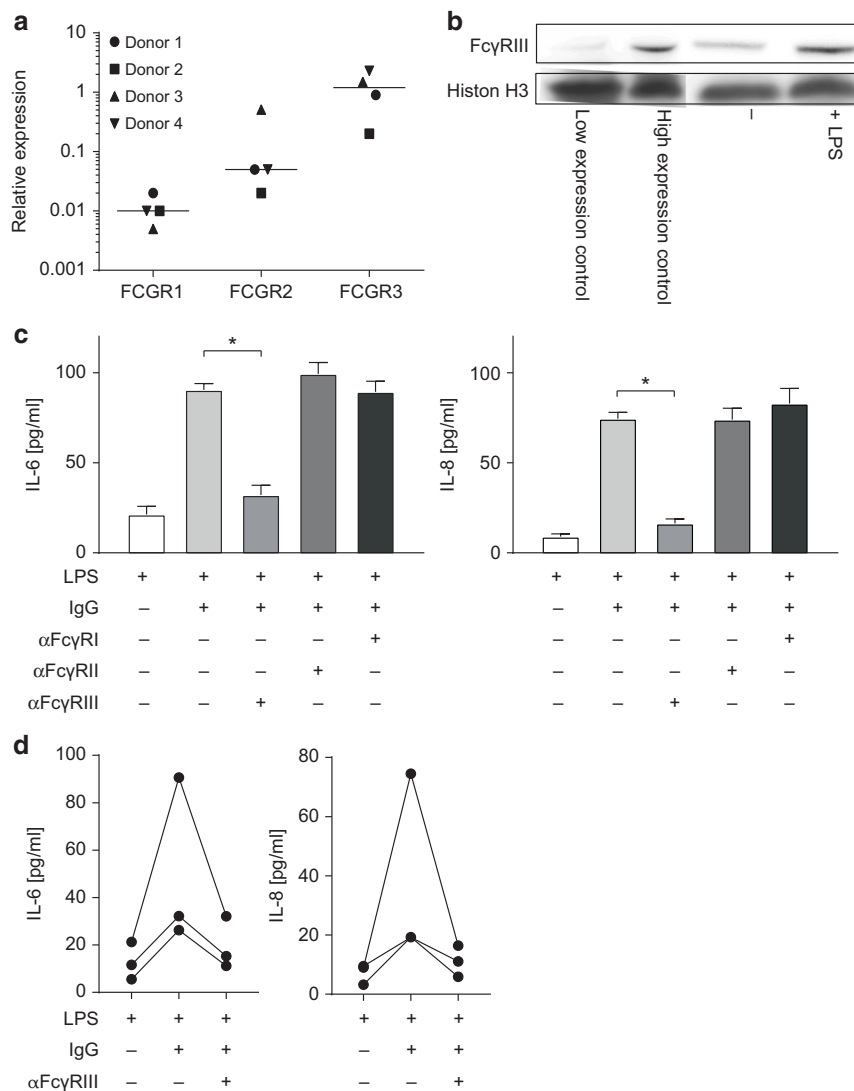 a
Donor 1
Donor 2
Donor 3
Donor 4
Relative expression
10
1
0.1
0.01
0.001
FCGR1 FCGR2 FCGR3
b
FcγRIII
Histon H3
Low expression control
High expression control
–
+ LPS
c
IL-6 [pg/ml]
100
50
0
*
LPS + + + + +
IgG – + + + +
αFcγRI – – – – +
αFcγRII – – – + –
αFcγRIII – – + – –
IL-8 [pg/ml]
100
50
0
*
+ + + + +
– + + + +
– – – – +
– – – + –
– – + – –
d
IL-6 [pg/ml]
100
80
60
40
20
0
LPS + + +
IgG – + +
αFcγRIII – – +
IL-8 [pg/ml]
80
60
40
20
0
+ + +
– + +
– – +